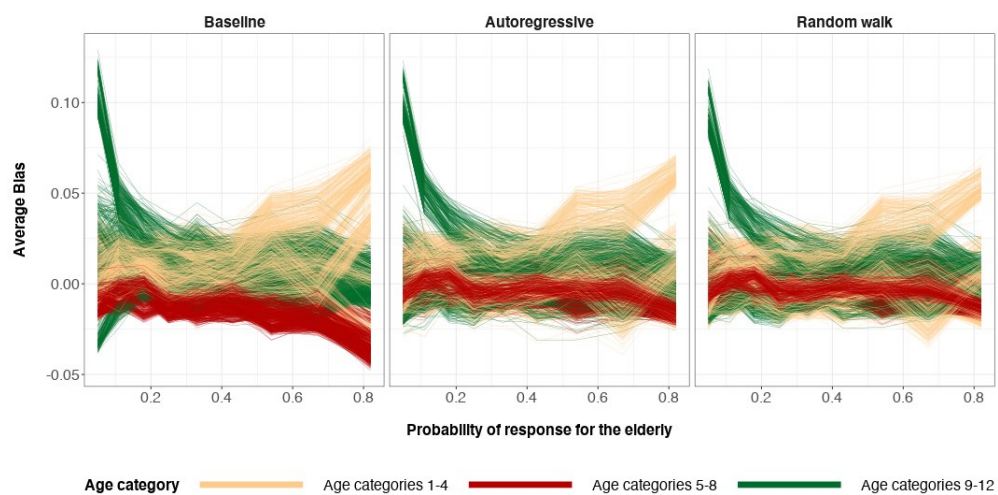 Baseline Autoregressive Random walk
0.10
0.05
0.00
-0.05
Average Bias
0.2 0.4 0.6 0.8 0.2 0.4 0.6 0.8 0.2 0.4 0.6 0.8
Probability of response for the elderly
Age category Age categories 1-4 Age categories 5-8 Age categories 9-12